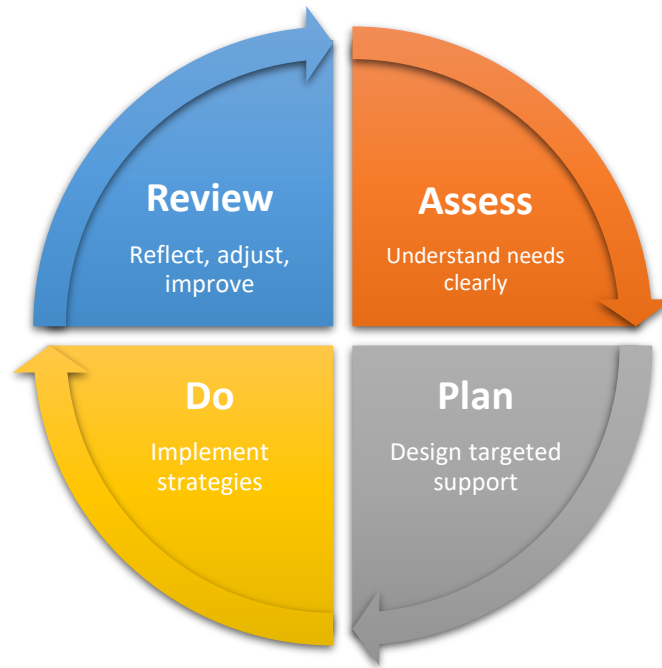 Review
Reflect, adjust,
improve
Assess
Understand needs
clearly
Do
Implement
strategies
Plan
Design targeted
support